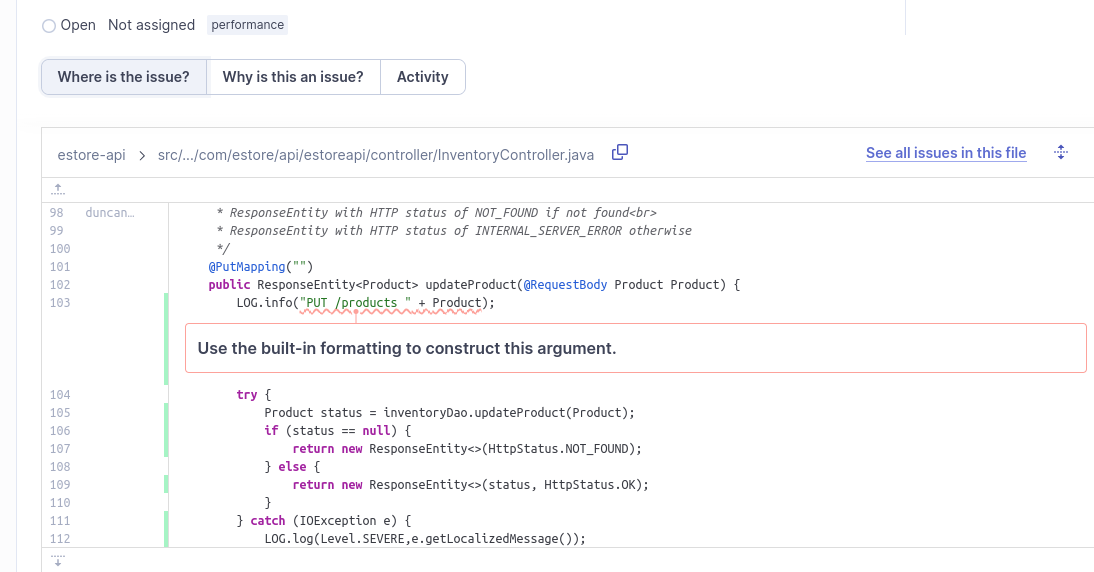 Open Not assigned performance
Where is the issue? Why is this an issue? Activity
estore-api > src/.../com/estore/api/estoreapi/controller/InventoryController.java See all issues in this file
98 duncan… * ResponseEntity with HTTP status of NOT_FOUND if not found<br>
99 * ResponseEntity with HTTP status of INTERNAL_SERVER_ERROR otherwise
100 */
101 @PutMapping("")
102 public ResponseEntity<Product> updateProduct(@RequestBody Product Product) {
103 LOG.info("PUT /products " + Product);
Use the built-in formatting to construct this argument.
104 try {
105 Product status = inventoryDao.updateProduct(Product);
106 if (status == null) {
107 return new ResponseEntity<>(HttpStatus.NOT_FOUND);
108 } else {
109 return new ResponseEntity<>(status, HttpStatus.OK);
110 }
111 } catch (IOException e) {
112 LOG.log(Level.SEVERE,e.getLocalizedMessage());